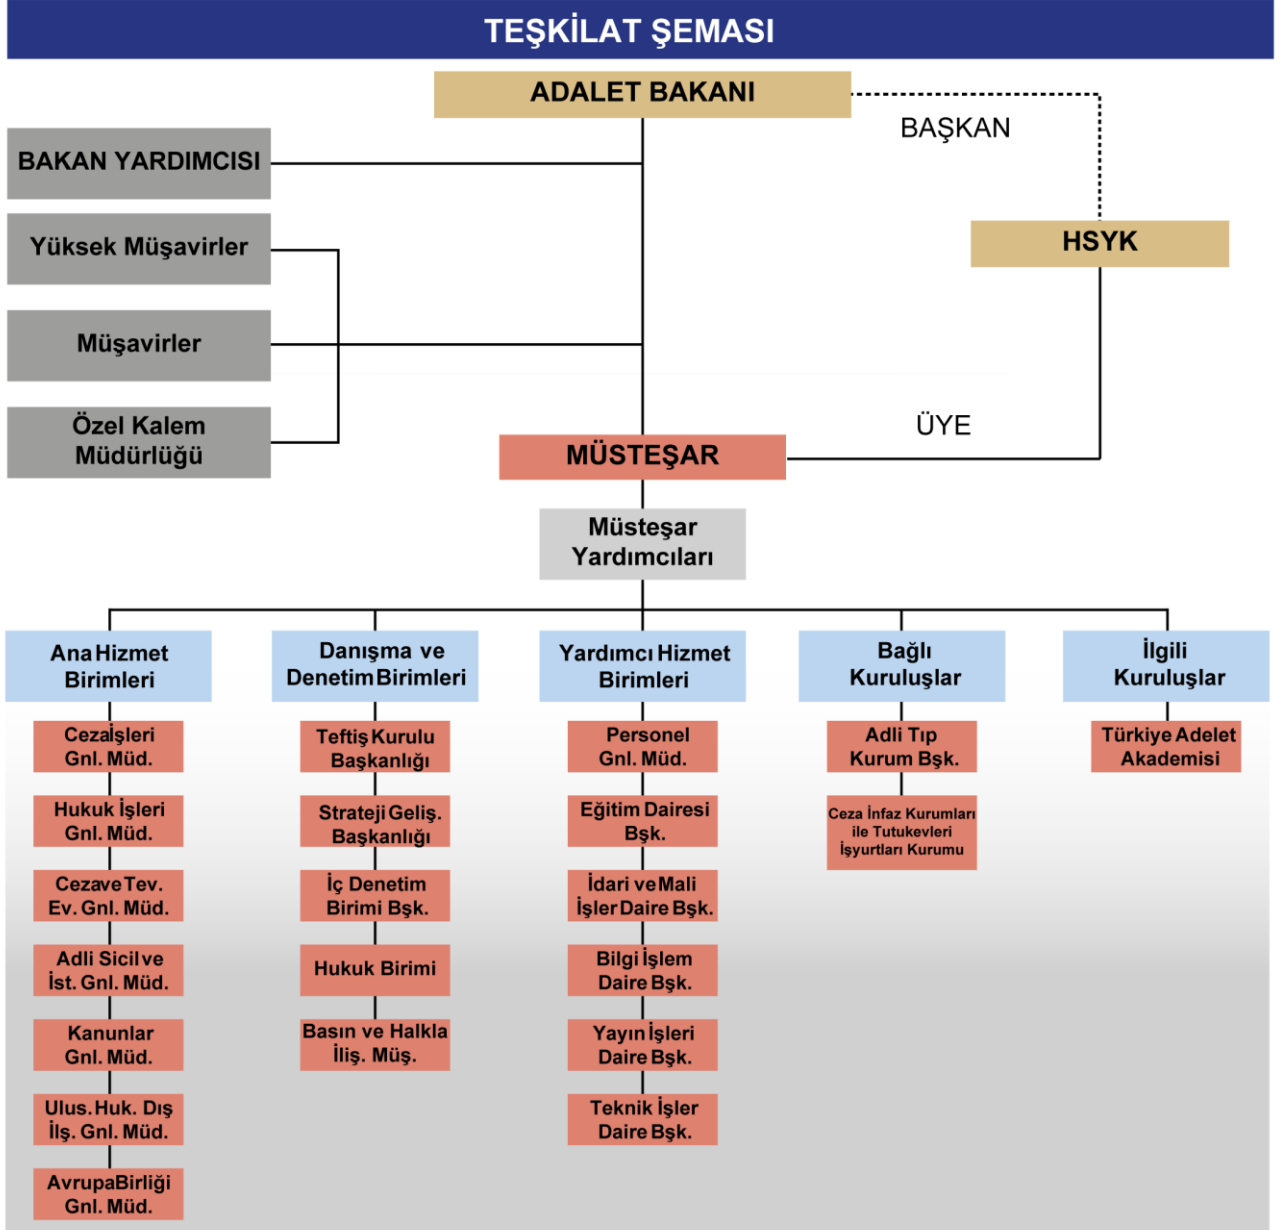 TEŞKİLAT ŞEMASI
ADALET BAKANI
BAŞKAN
BAKAN YARDIMCISI
Yüksek Müşavirler
HSYK
Müşavirler
Özel Kalem
Müdürlüğü
ÜYE
MÜSTEŞAR
Müsteşar
Yardımcıları
Ana Hizmet
Birimleri
Cezaİşleri
Gnl. Müd.
Hukuk İşleri
Gnl. Müd.
Cezave Tev.
Ev. Gnl. Müd.
Adli Sicil ve
İst. Gnl. Müd.
Kanunlar
Gnl. Müd.
Ulus. Huk. Dış
İlş. Gnl. Müd.
AvrupaBirliği
Gnl. Müd.
Danışma ve
Denetim Birimleri
Teftiş Kurulu
Başkanlığı
Strateji Geliş.
Başkanlığı
İç Denetim
Birimi Bşk.
Hukuk Birimi
Basın ve Halkla
İliş. Müş.
Yardımcı Hizmet
Birimleri
Personel
Gnl. Müd.
Eğitim Dairesi
Bşk.
İdari ve Mali
İşler Daire Bşk.
Bilgi İşlem
Daire Bşk.
Yayın İşleri
Daire Bşk.
Teknik İşler
Daire Bşk.
Bağlı
Kuruluşlar
Adli Tıp
Kurum Bşk.
Ceza İnfaz Kurumları
ile Tutukevleri
İşyurtları Kurumu
İlgili
Kuruluşlar
Türkiye Adelet
Akademisi